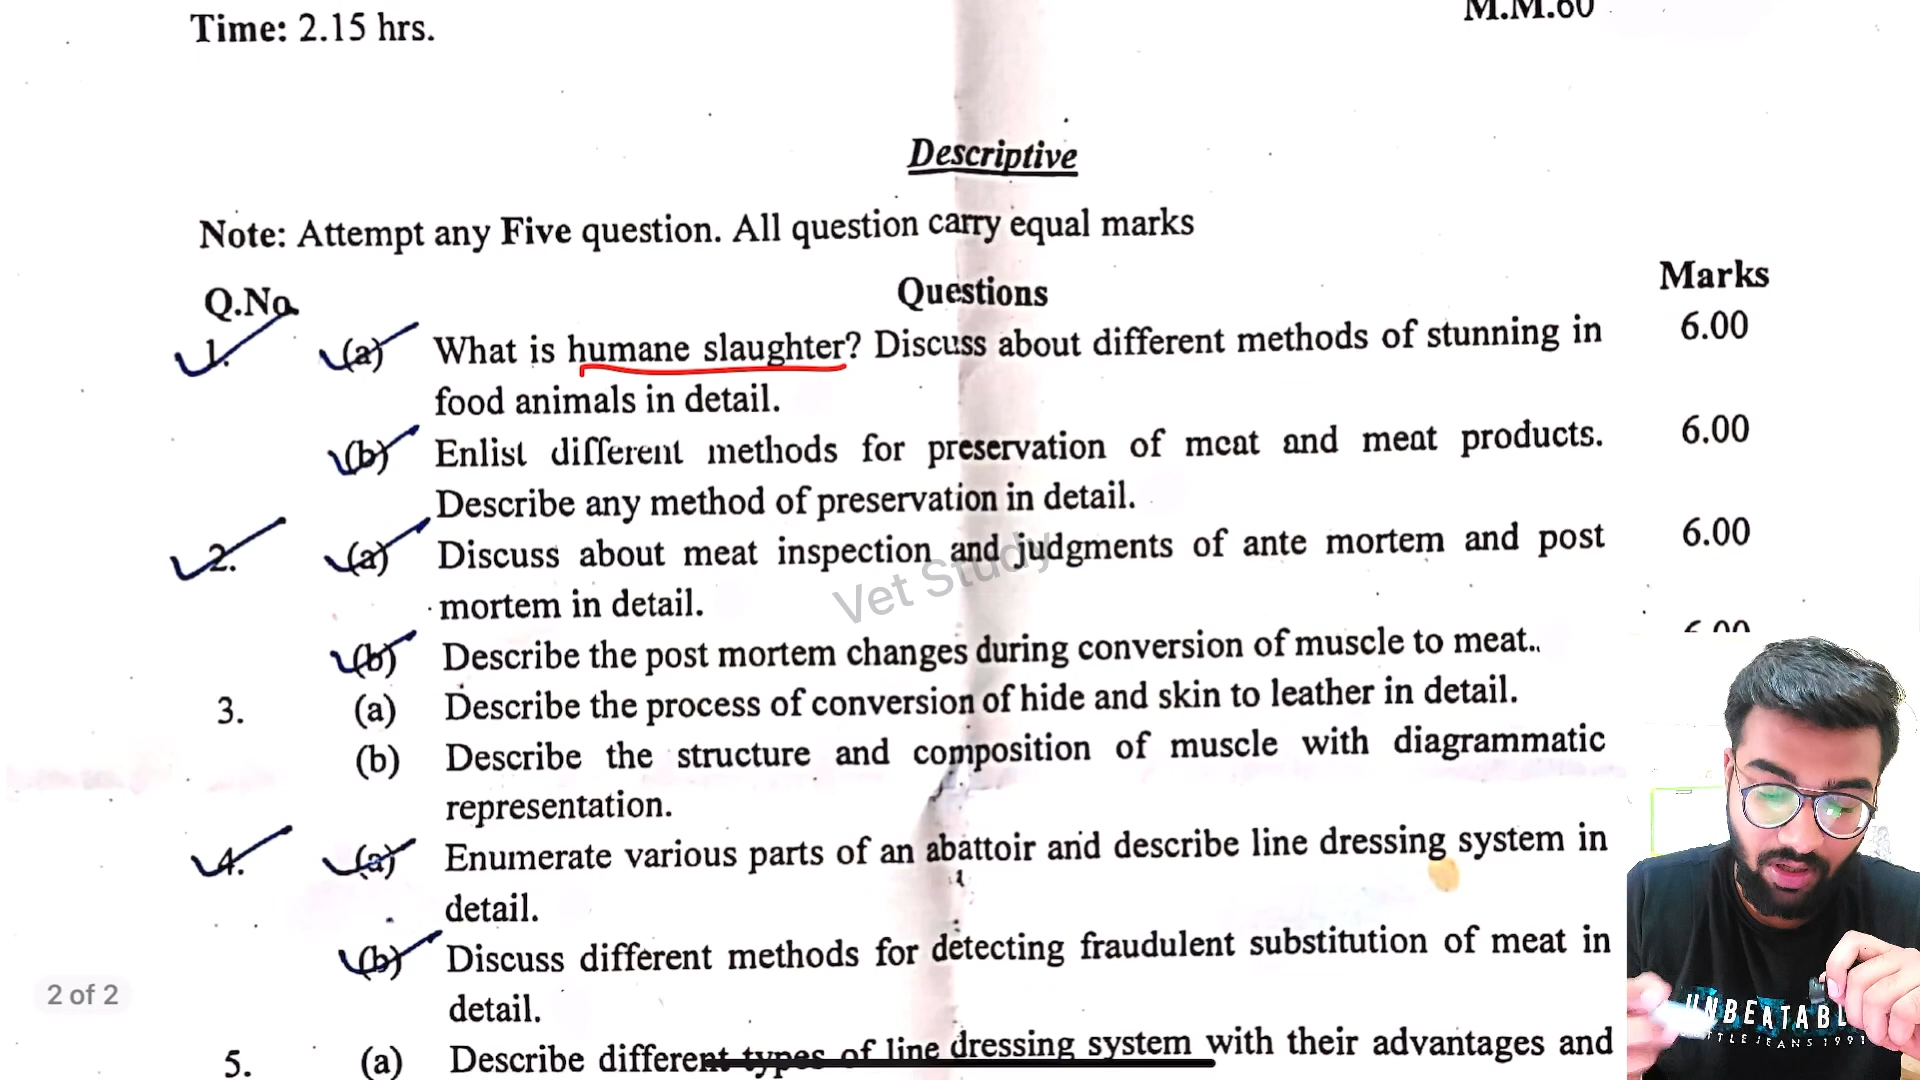 Time: 2.15 hrs.
M.M.60
Descriptive
Note: Attempt any Five question. All question carry equal marks
Q.No. Questions Marks
1. (a) What is humane slaughter? Discuss about different methods of stunning in 6.00
food animals in detail.
(b) Enlist different methods for preservation of meat and meat products. 6.00
Describe any method of preservation in detail.
2. (a) Discuss about meat inspection and judgments of ante mortem and post 6.00
mortem in detail.
Vet Study
(b) Describe the post mortem changes during conversion of muscle to meat..
3. (a) Describe the process of conversion of hide and skin to leather in detail.
(b) Describe the structure and composition of muscle with diagrammatic
representation.
4. (a) Enumerate various parts of an abattoir and describe line dressing system in
detail.
(b) Discuss different methods for detecting fraudulent substitution of meat in
detail.
5. (a) Describe different types of line dressing system with their advantages and
2 of 2
UNBEATABL
TTLE JEANS 1991